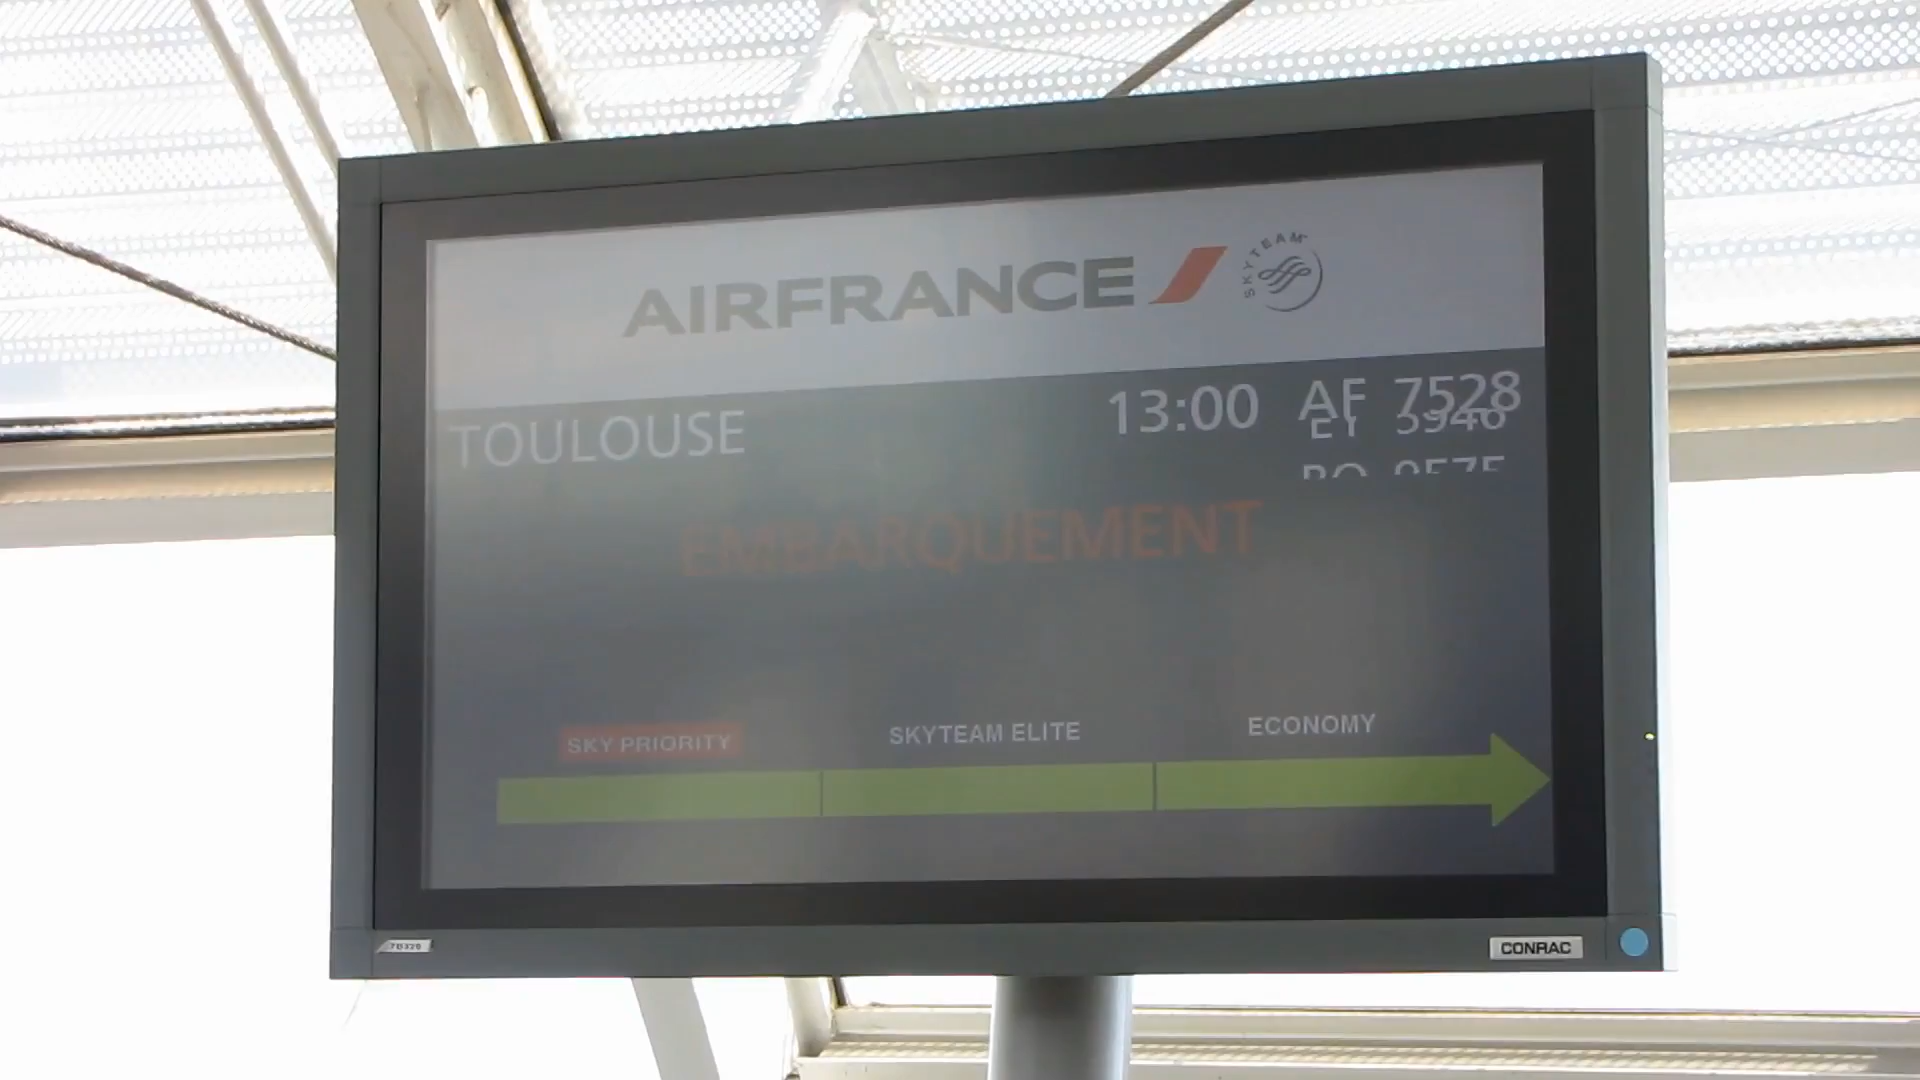 AIRFRANCE
SKYTEAM
TOULOUSE 13:00 AF 7528
EMBARQUEMENT
SKY PRIORITY SKYTEAM ELITE ECONOMY
CONRAC